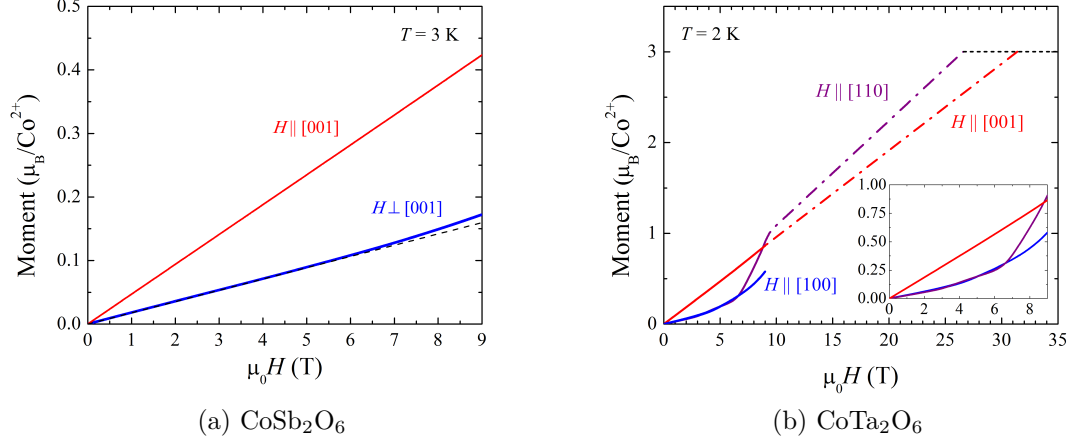 0.5
0.4
0.3
0.2
0.1
0.0
Moment (μ_B/Co²⁺)
T = 3 K
H || [001]
H ⊥ [001]
0 1 2 3 4 5 6 7 8 9
μ₀H (T)
(a) CoSb₂O₆
3
2
1
0
Moment (μ_B/Co²⁺)
T = 2 K
H || [110]
H || [001]
H || [100]
1.00
0.75
0.50
0.25
0.00
0 2 4 6 8
0 5 10 15 20 25 30 35
μ₀H (T)
(b) CoTa₂O₆